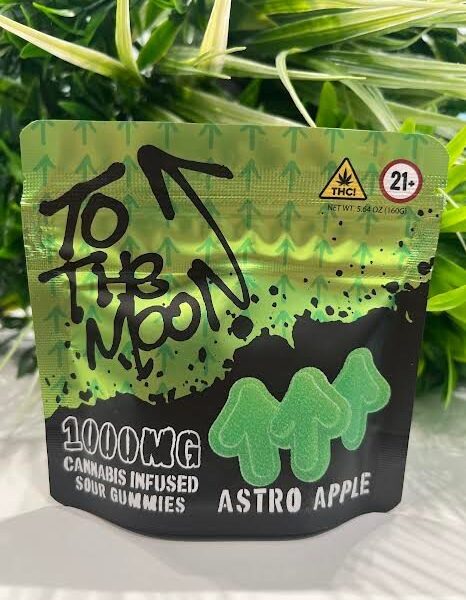 TO
THE
MOON
THC!
21+
NET WT. 5.64 OZ (160G)
1000MG
CANNABIS INFUSED
SOUR GUMMIES
ASTRO APPLE